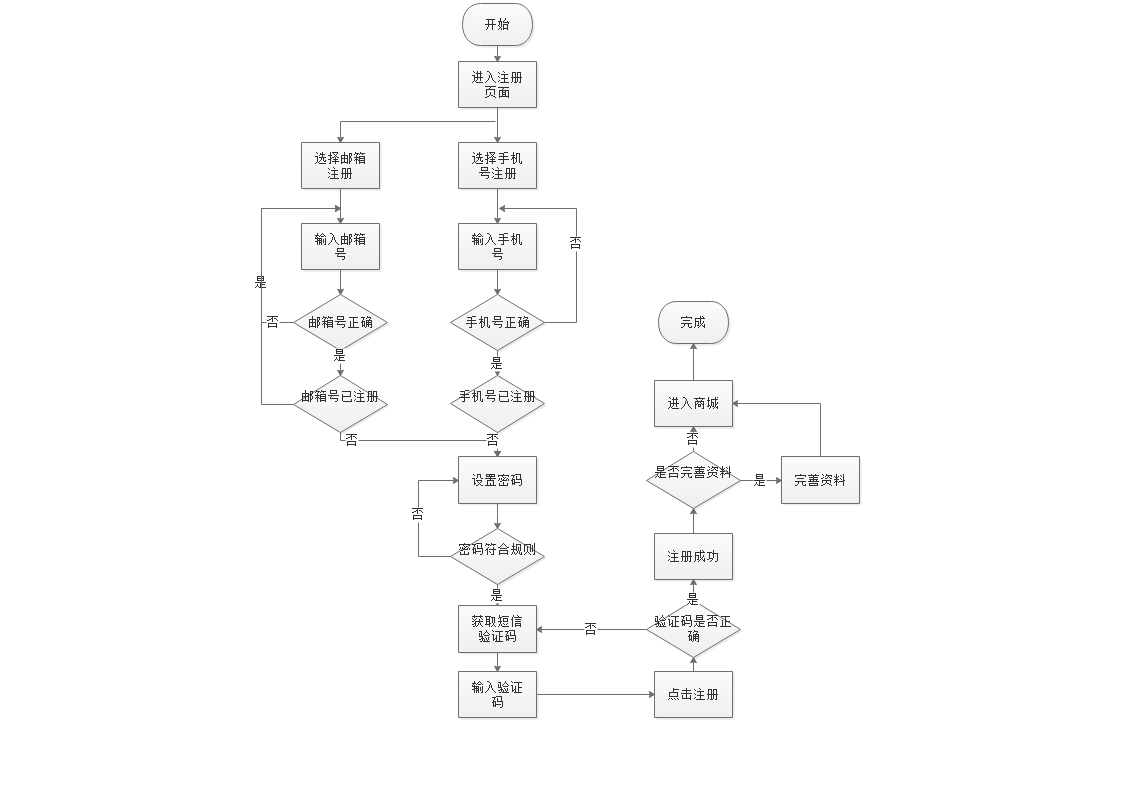 开始
进入注册
页面
选择邮箱
注册
选择手机
号注册
输入邮箱
号
输入手机
号
否
是
邮箱号正确
否
手机号正确
完成
是
是
邮箱号已注册
手机号已注册
进入商城
否
否
否
设置密码
是否完善资料
是
完善资料
否
密码符合规则
注册成功
是
是
获取短信
验证码
否
验证码是否正
确
输入验证
码
点击注册